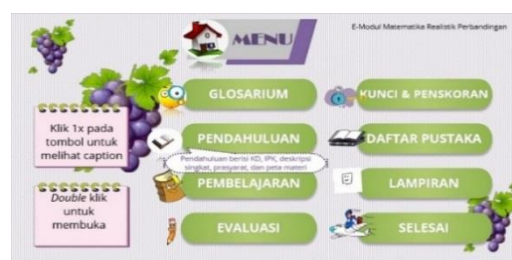 E-Modul Matematika Realistik Perbandingan
MENU
GLOSARIUM
KUNCI & PENSKORAN
Klik 1x pada
tombol untuk
melihat caption
PENDAHULUAN
DAFTAR PUSTAKA
Pendahuluan berisi KD, IPK, deskripsi
singkat, prasyarat, dan peta materi
PEMBELAJARAN
LAMPIRAN
Double klik
untuk
membuka
EVALUASI
SELESAI